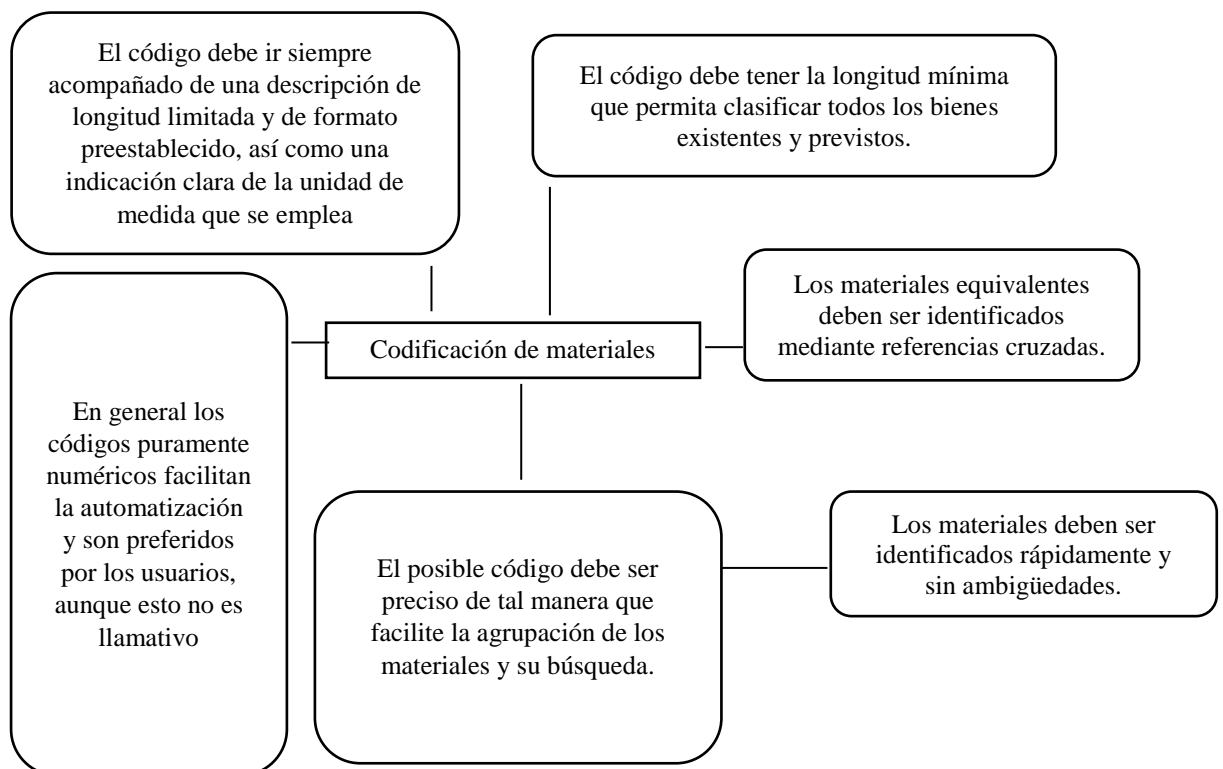 El código debe ir siempre
acompañado de una descripción de
longitud limitada y de formato
preestablecido, así como una
indicación clara de la unidad de
medida que se emplea
El código debe tener la longitud mínima
que permita clasificar todos los bienes
existentes y previstos.
Los materiales equivalentes
deben ser identificados
mediante referencias cruzadas.
Codificación de materiales
En general los
códigos puramente
numéricos facilitan
la automatización
y son preferidos
por los usuarios,
aunque esto no es
llamativo
El posible código debe ser
preciso de tal manera que
facilite la agrupación de los
materiales y su búsqueda.
Los materiales deben ser
identificados rápidamente y
sin ambigüedades.